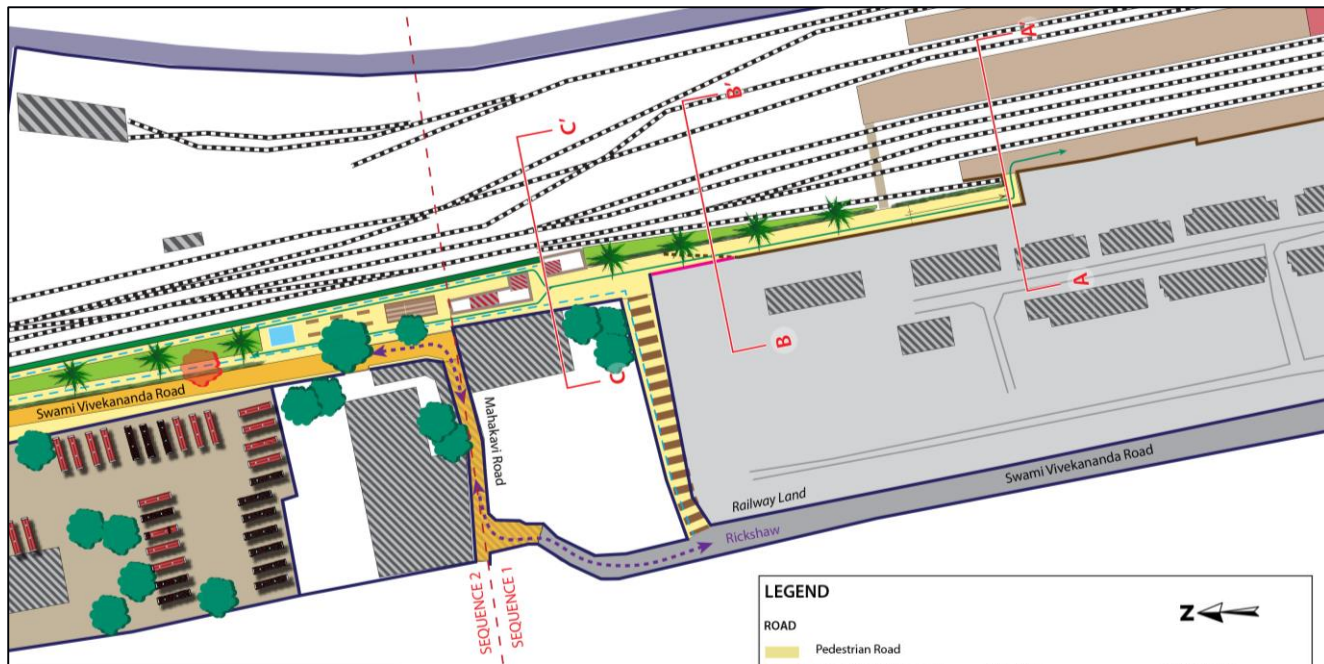 A'
B'
C'
A
B
C
Swami Vivekananda Road
Mahakavi Road
Swami Vivekananda Road
Railway Land
Rickshaw
SEQUENCE 2
SEQUENCE 1
LEGEND
N
ROAD
Pedestrian Road